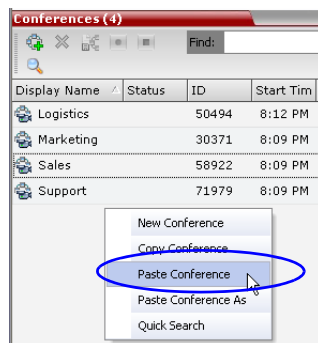 Conferences (4)
Find:
Display Name Status ID Start Tim
Logistics 50494 8:12 PM
Marketing 30371 8:09 PM
Sales 58922 8:09 PM
Support 71979 8:09 PM
New Conference
Copy Conference
Paste Conference
Paste Conference As
Quick Search